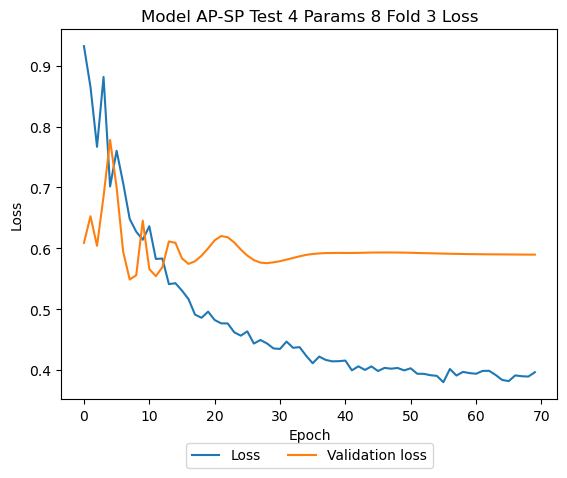 Model AP-SP Test 4 Params 8 Fold 3 Loss
0.9
0.8
0.7
0.6
0.5
0.4
Loss
0 10 20 30 40 50 60 70
Epoch
Loss Validation loss